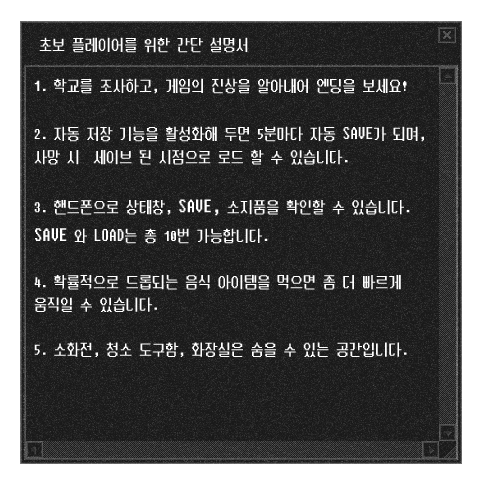 초보 플레이어를 위한 간단 설명서
1. 학교를 조사하고, 게임의 진상을 알아내어 엔딩을 보세요!
2. 자동 저장 기능을 활성화해 두면 5분마다 자동 SAVE가 되며,
사망 시 세이브 된 시점으로 로드 할 수 있습니다.
3. 핸드폰으로 상태창, SAVE, 소지품을 확인할 수 있습니다.
SAVE 와 LOAD는 총 10번 가능합니다.
4. 확률적으로 드롭되는 음식 아이템을 먹으면 좀 더 빠르게
움직일 수 있습니다.
5. 소화전, 청소 도구함, 화장실은 숨을 수 있는 공간입니다.